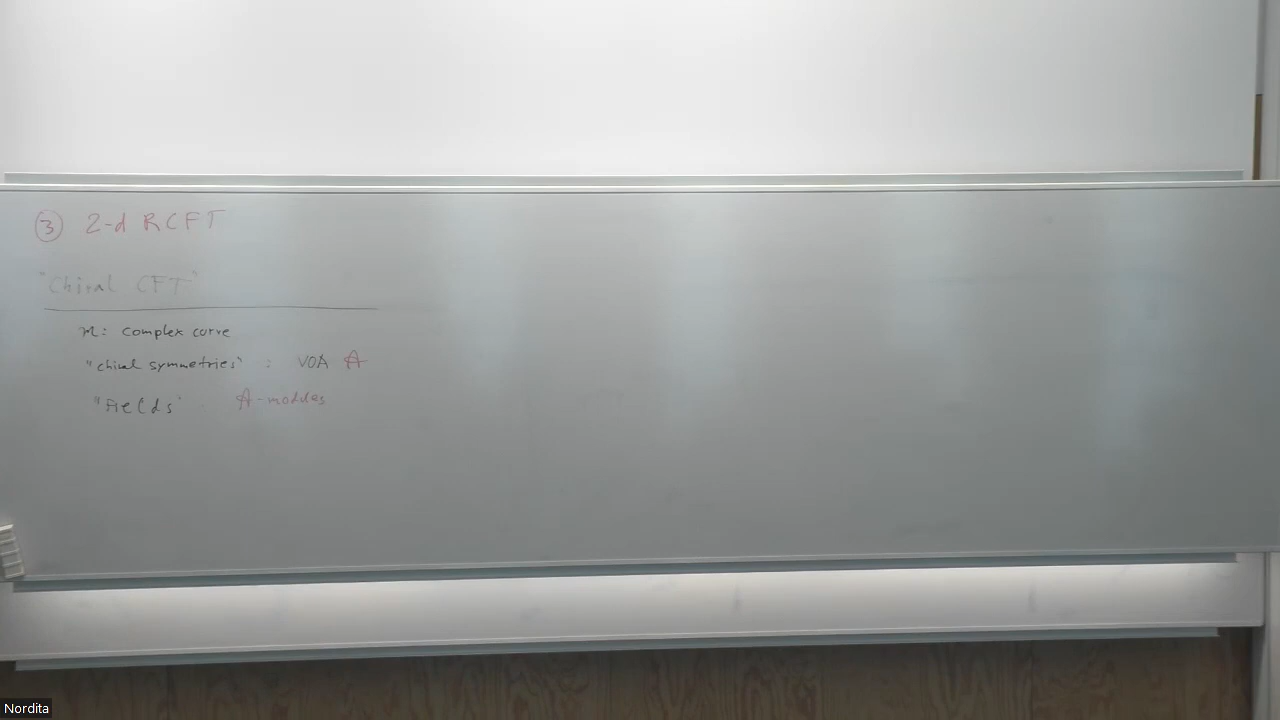 ③ 2-d RCFT
"Chiral CFT"
M: Complex curve
"chiral symmetries" : VOA A
"Fields" : A-modules
Nordita